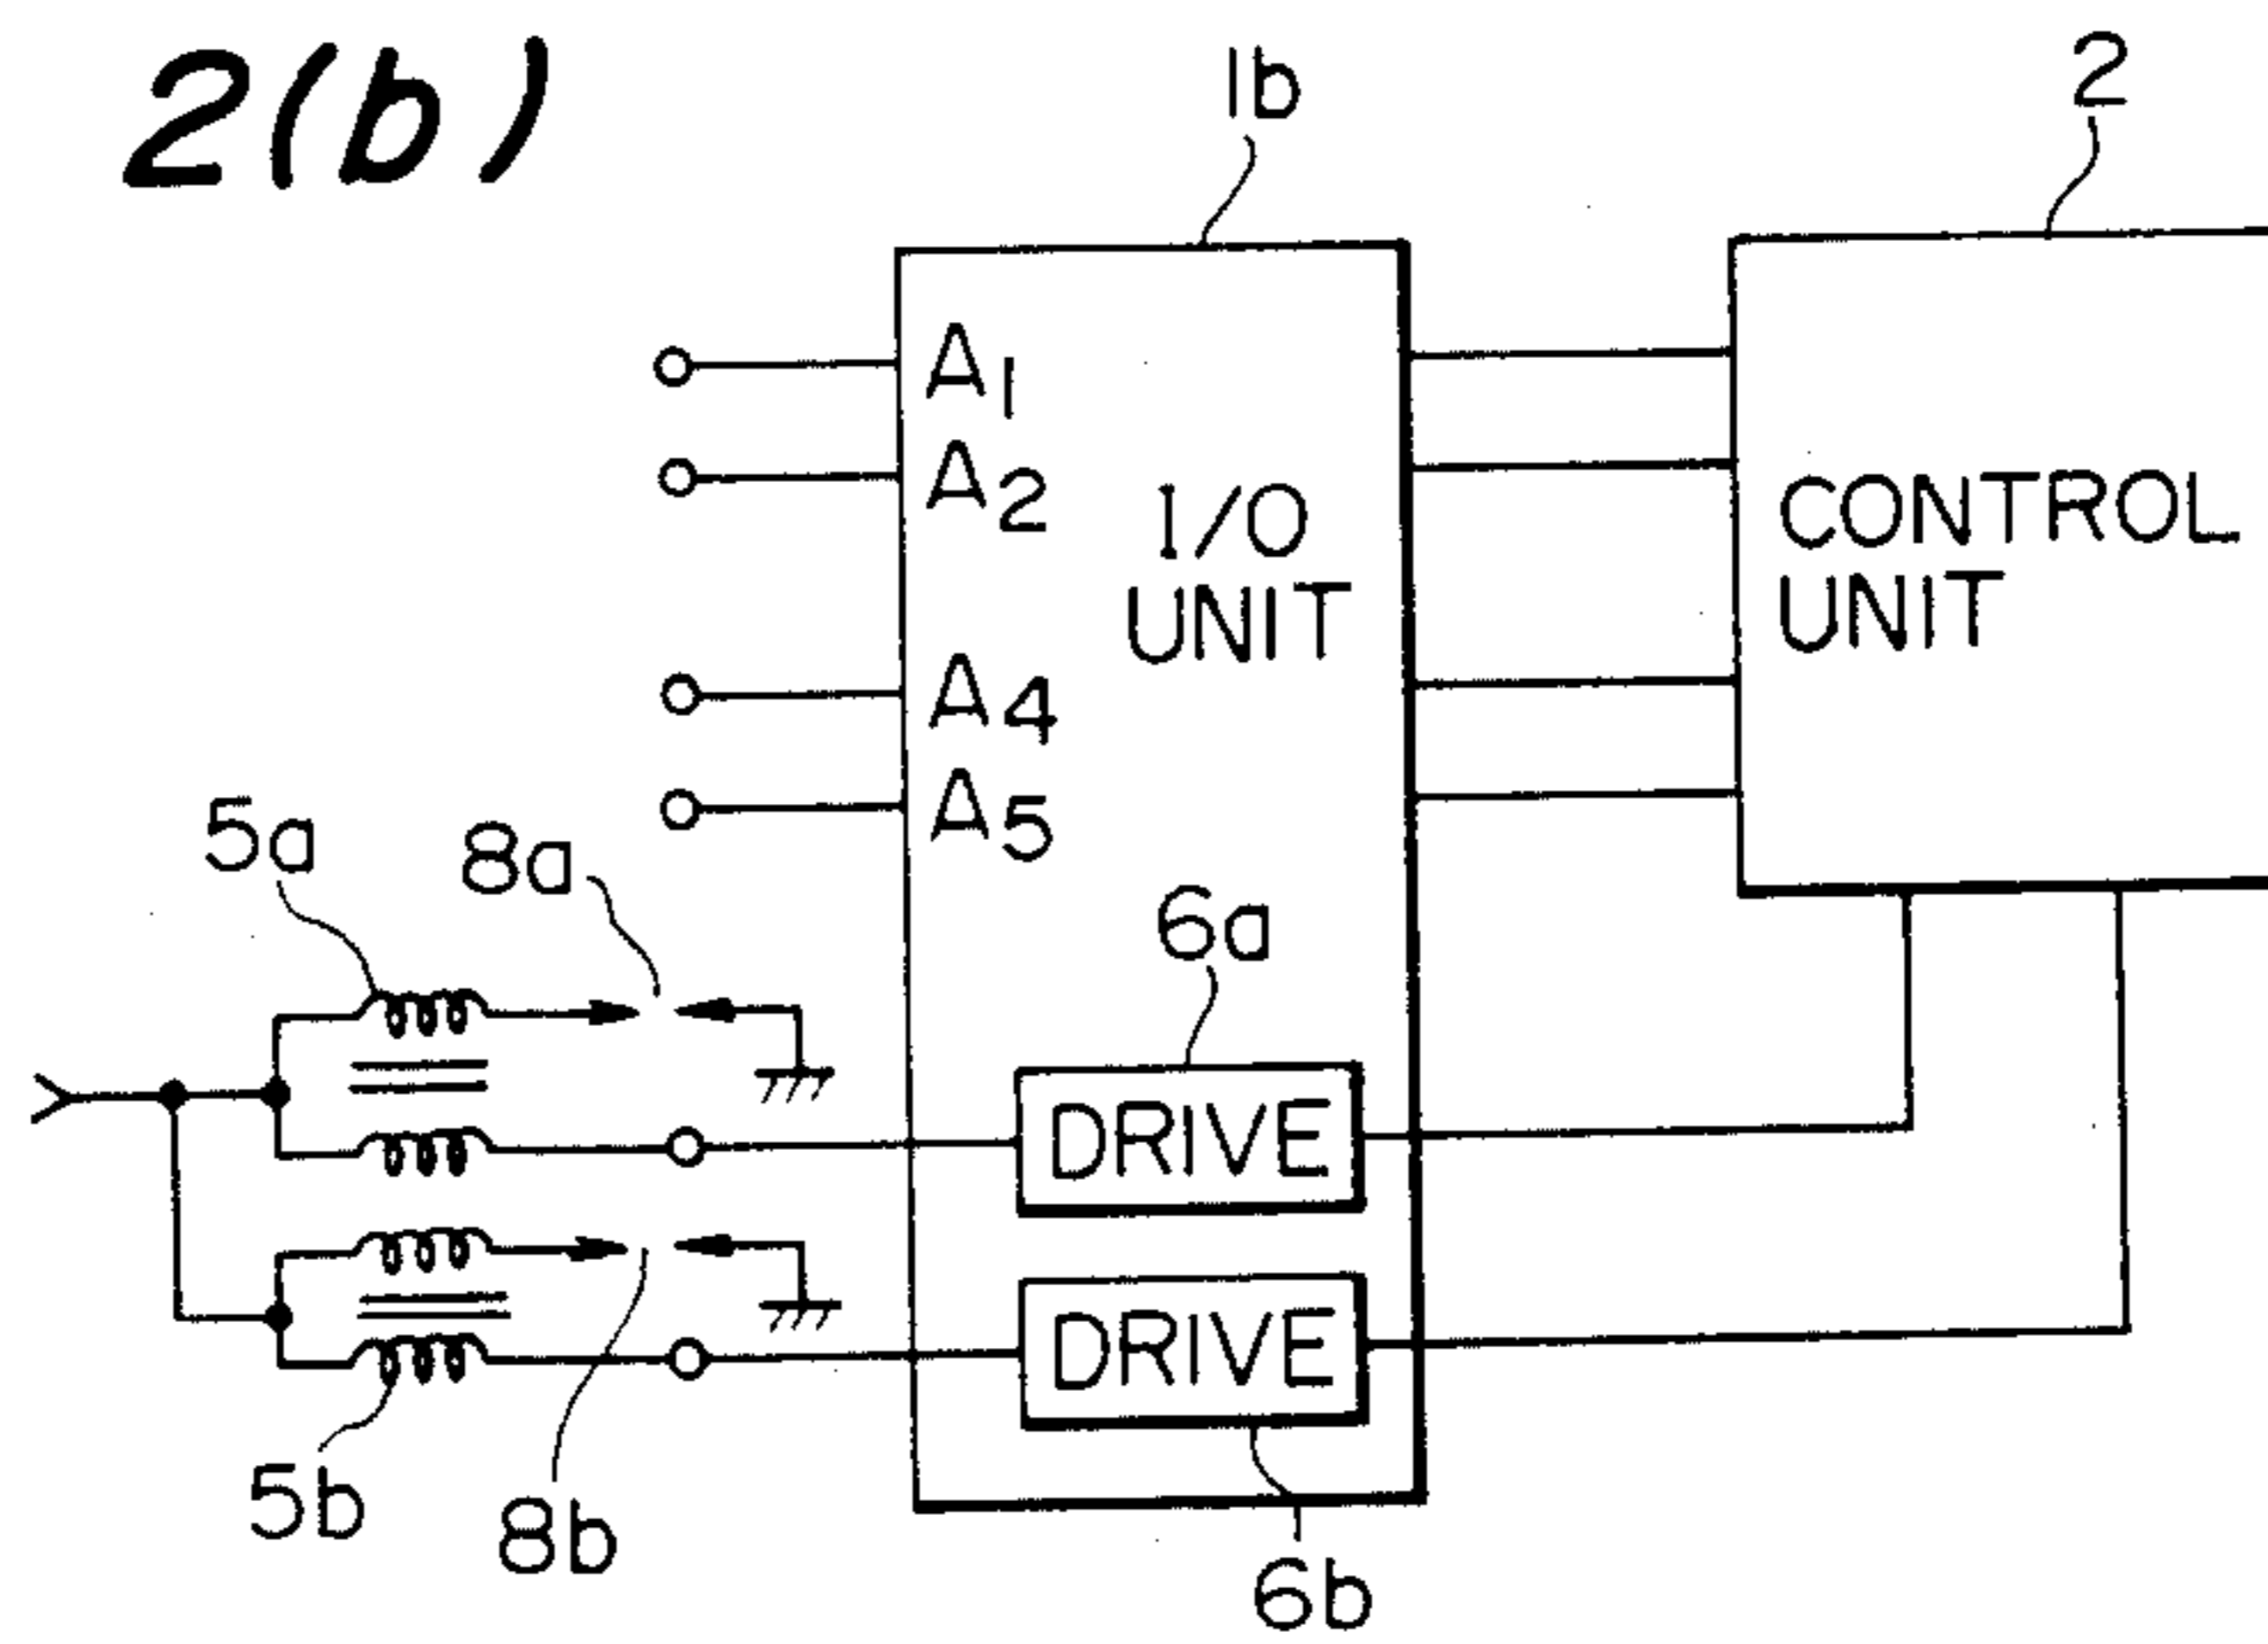 2(b)
1b
2
A1
A2
I/O
UNIT
CONTROL
UNIT
A4
A5
5a
8a
6a
DRIVE
DRIVE
5b
8b
6b